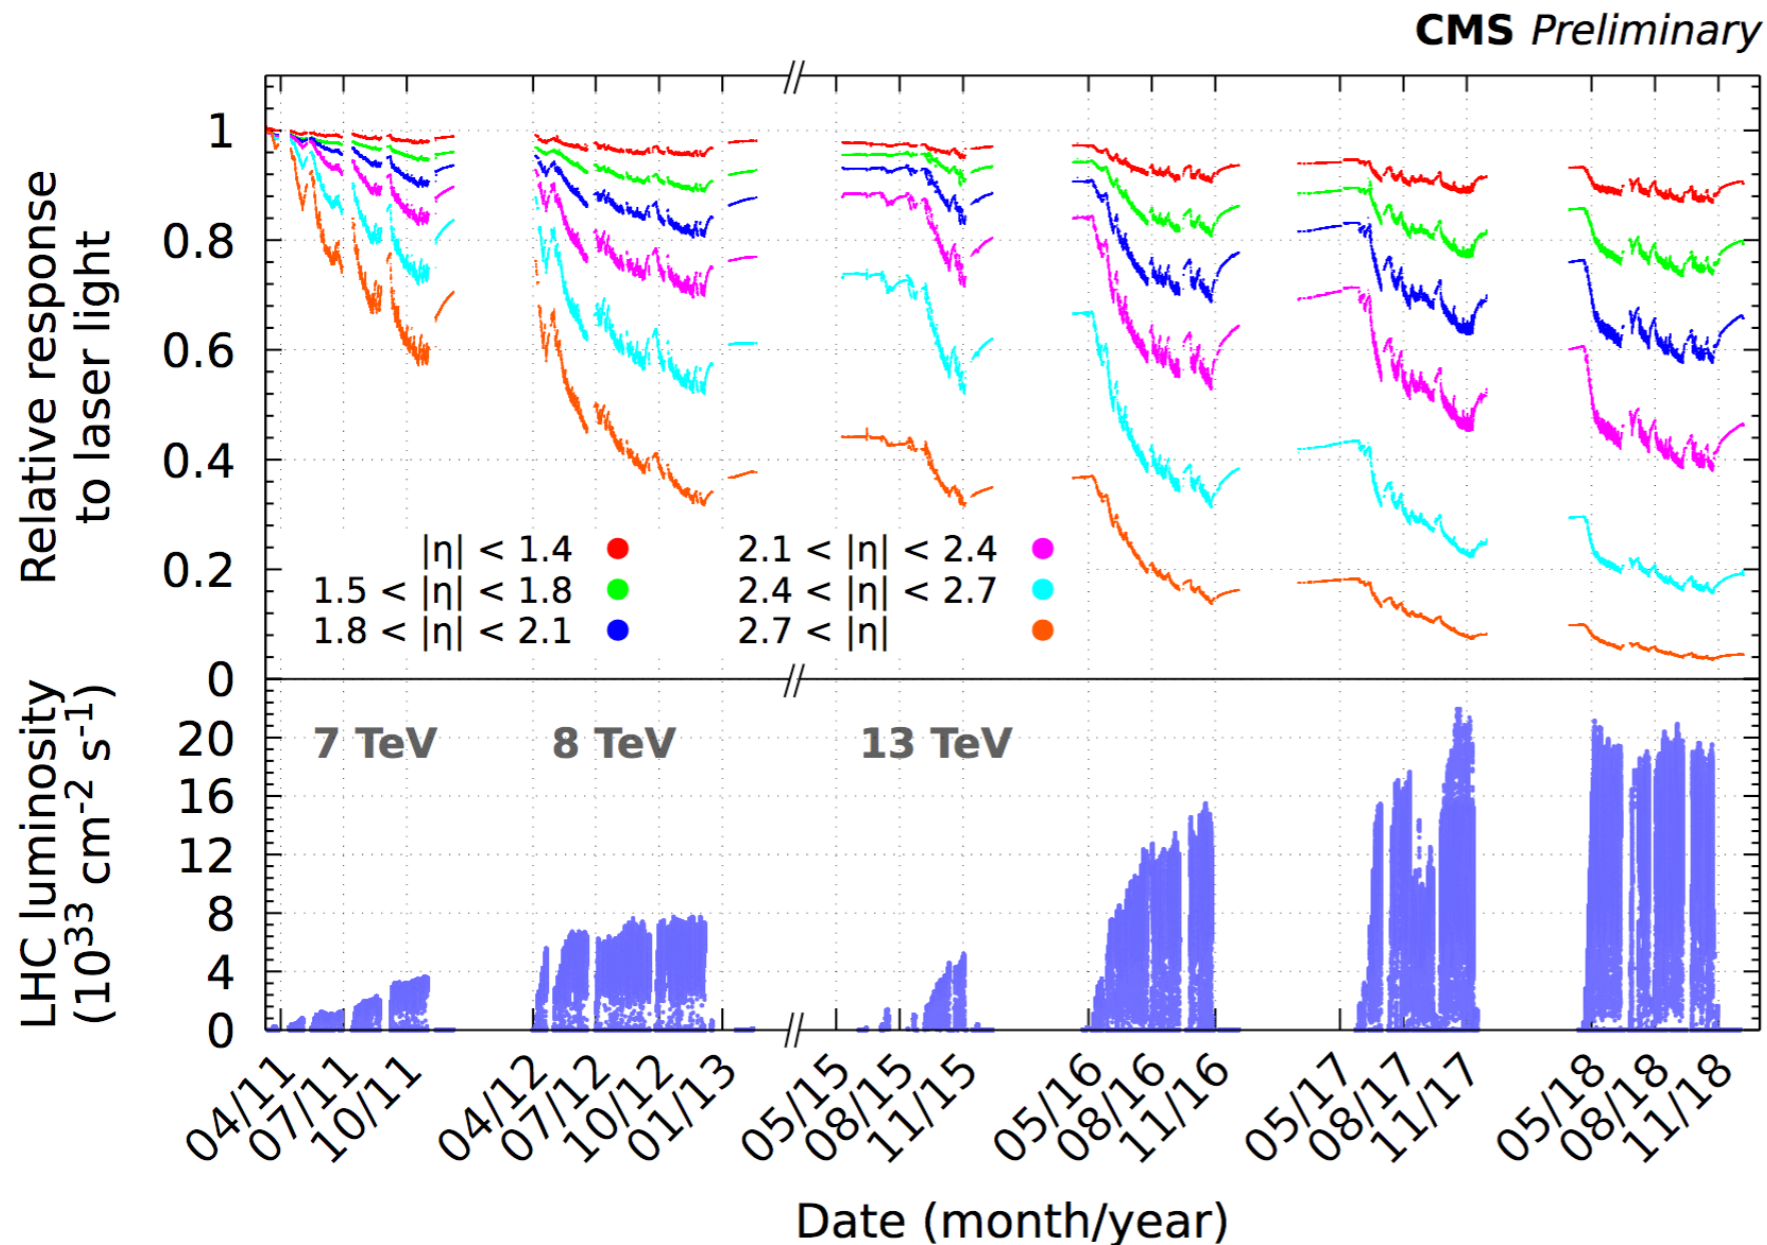 CMS Preliminary
Relative response
to laser light
1
0.8
0.6
0.4
0.2
0
|η| < 1.4
1.5 < |η| < 1.8
1.8 < |η| < 2.1
2.1 < |η| < 2.4
2.4 < |η| < 2.7
2.7 < |η|
LHC luminosity
(10³³ cm⁻² s⁻¹)
20
16
12
8
4
0
7 TeV
8 TeV
13 TeV
04/11
07/11
10/11
04/12
07/12
10/12
01/13
05/15
08/15
11/15
05/16
08/16
11/16
05/17
08/17
11/17
05/18
08/18
11/18
Date (month/year)